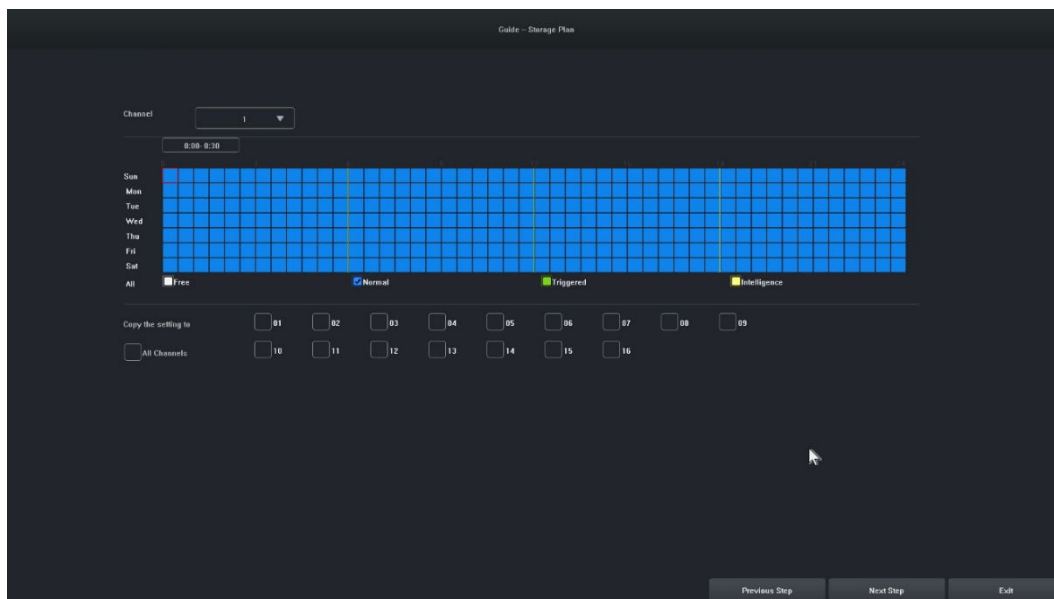 Guide – Storage Plan
Channel 1
0:00- 0:30
Sun
Mon
Tue
Wed
Thu
Fri
Sat
All Free Normal Triggered Intelligence
Copy the setting to 01 02 03 04 05 06 07 08 09
All Channels 10 11 12 13 14 15 16
Previous Step Next Step Exit